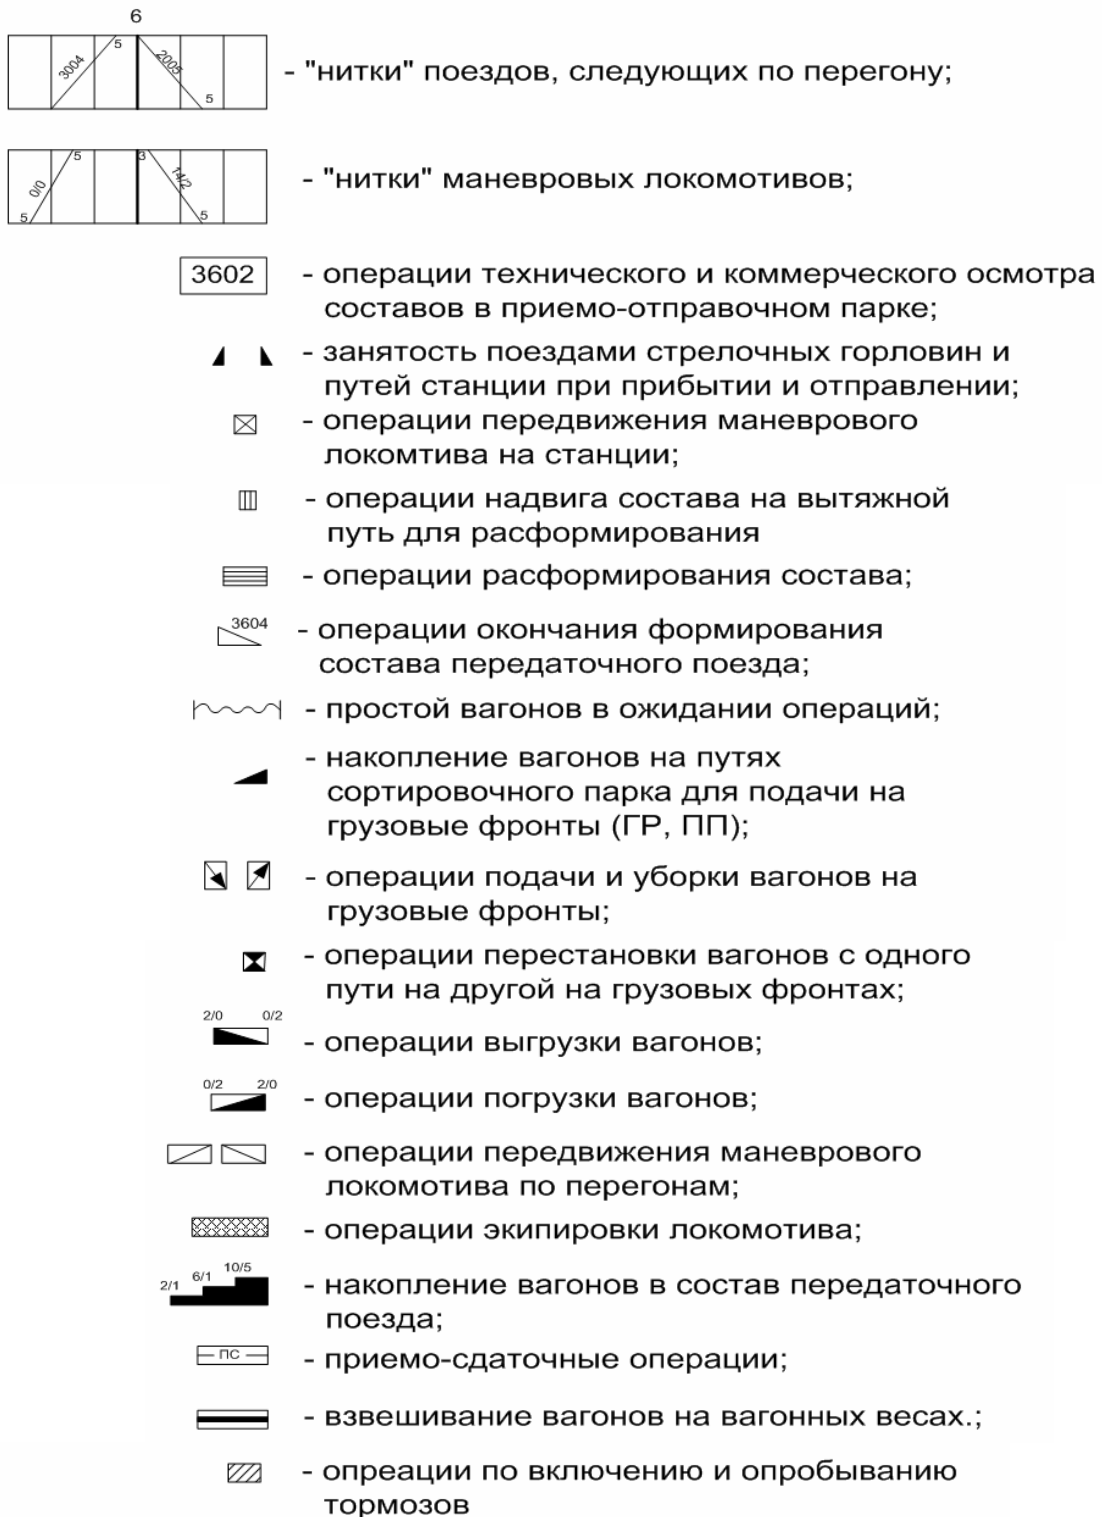 6
3004
5
2005
5
- "нитки" поездов, следующих по перегону;
5
0/0
5
3
14/2
5
- "нитки" маневровых локомотивов;
3602
- операции технического и коммерческого осмотра
составов в приемо-отправочном парке;
- занятость поездами стрелочных горловин и
путей станции при прибытии и отправлении;
- операции передвижения маневрового
локомтива на станции;
- операции надвига состава на вытяжной
путь для расформирования
- операции расформирования состава;
3604
- операции окончания формирования
состава передаточного поезда;
- простой вагонов в ожидании операций;
- накопление вагонов на путях
сортировочного парка для подачи на
грузовые фронты (ГР, ПП);
- операции подачи и уборки вагонов на
грузовые фронты;
- операции перестановки вагонов с одного
пути на другой на грузовых фронтах;
2/0 0/2
- операции выгрузки вагонов;
0/2 2/0
- операции погрузки вагонов;
- операции передвижения маневрового
локомотива по перегонам;
- операции экипировки локомотива;
2/1 6/1 10/5
- накопление вагонов в состав передаточного
поезда;
ПС
- приемо-сдаточные операции;
- взвешивание вагонов на вагонных весах.;
- опреации по включению и опробыванию
тормозов